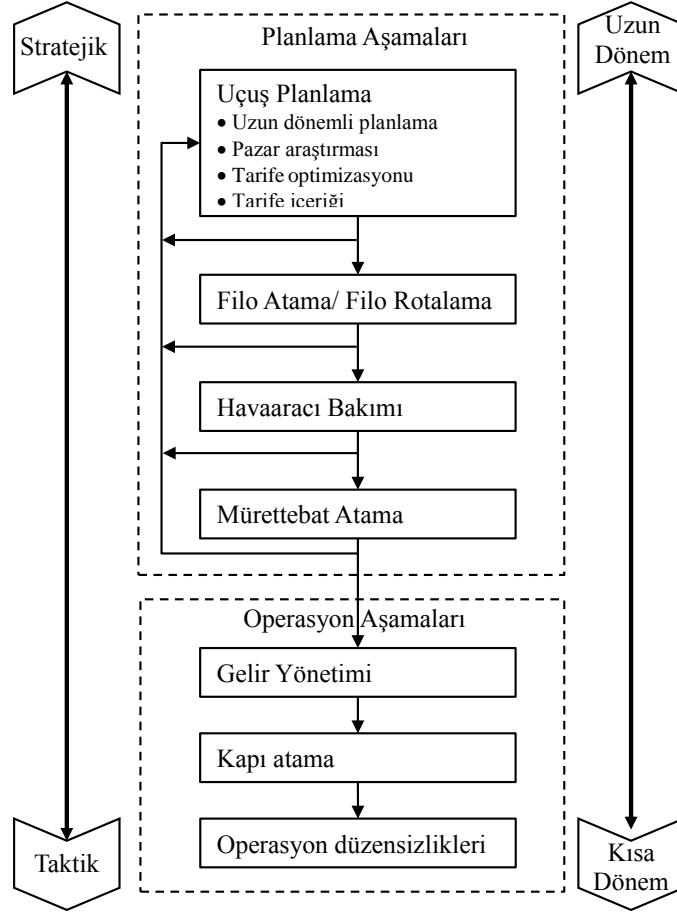 Stratejik
Planlama Aşamaları
Uzun
Dönem
Uçuş Planlama
• Uzun dönemli planlama
• Pazar araştırması
• Tarife optimizasyonu
• Tarife içeriği
Filo Atama/ Filo Rotalama
Havaaracı Bakımı
Mürettebat Atama
Operasyon Aşamaları
Gelir Yönetimi
Kapı atama
Operasyon düzensizlikleri
Taktik
Kısa
Dönem